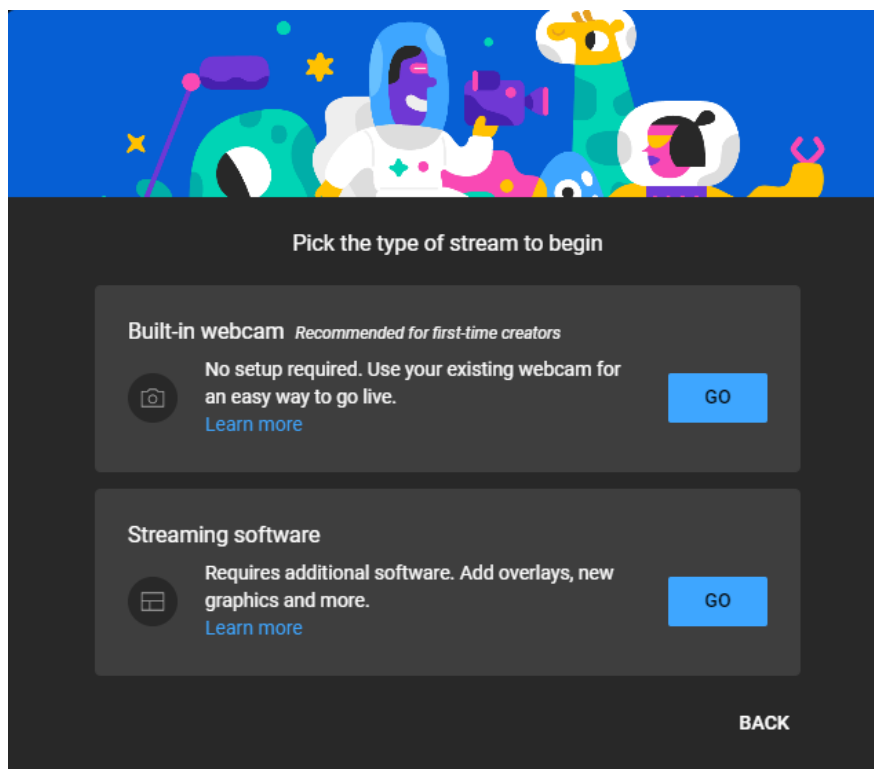 Pick the type of stream to begin
Built-in webcam Recommended for first-time creators
No setup required. Use your existing webcam for
an easy way to go live.
Learn more
GO
Streaming software
Requires additional software. Add overlays, new
graphics and more.
Learn more
GO
BACK